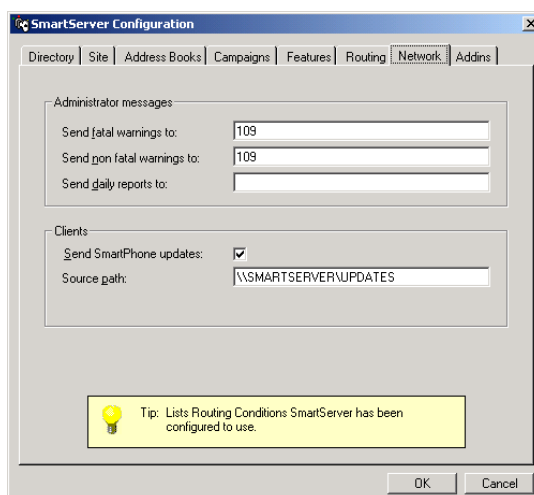 SmartServer Configuration
Directory Site Address Books Campaigns Features Routing Network Addins
Administrator messages
Send fatal warnings to: 109
Send non fatal warnings to: 109
Send daily reports to:
Clients
Send SmartPhone updates:
Source path: \\SMARTSERVER\UPDATES
Tip: Lists Routing Conditions SmartServer has been
configured to use.
OK Cancel